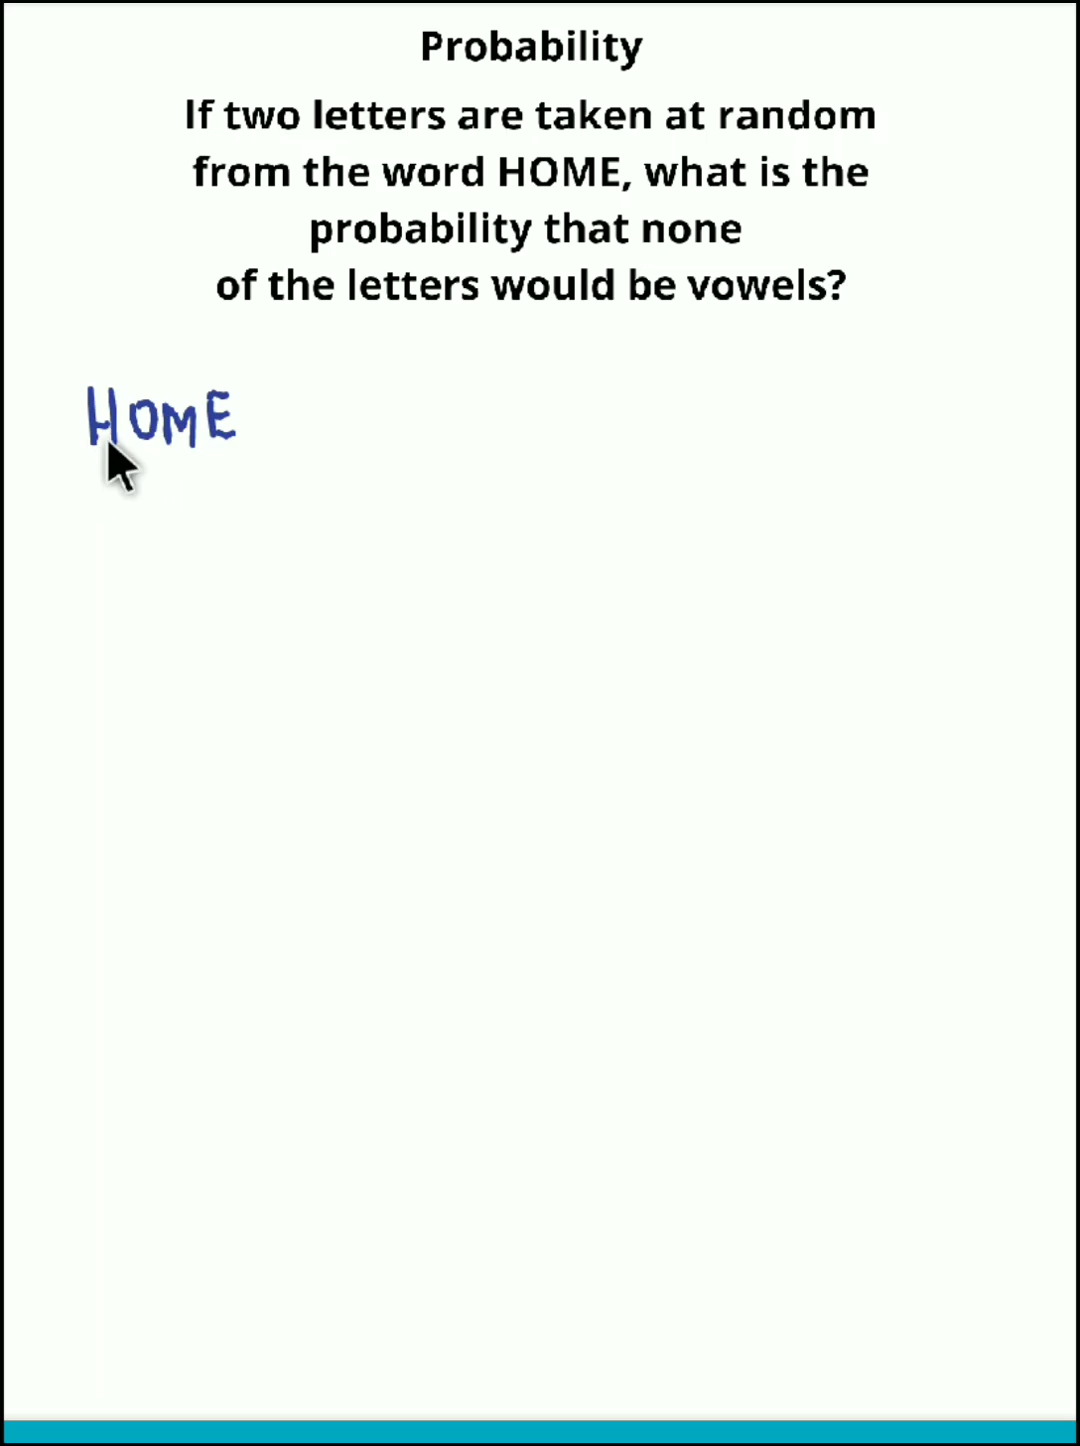 Probability
If two letters are taken at random
from the word HOME, what is the
probability that none
of the letters would be vowels?
HOME